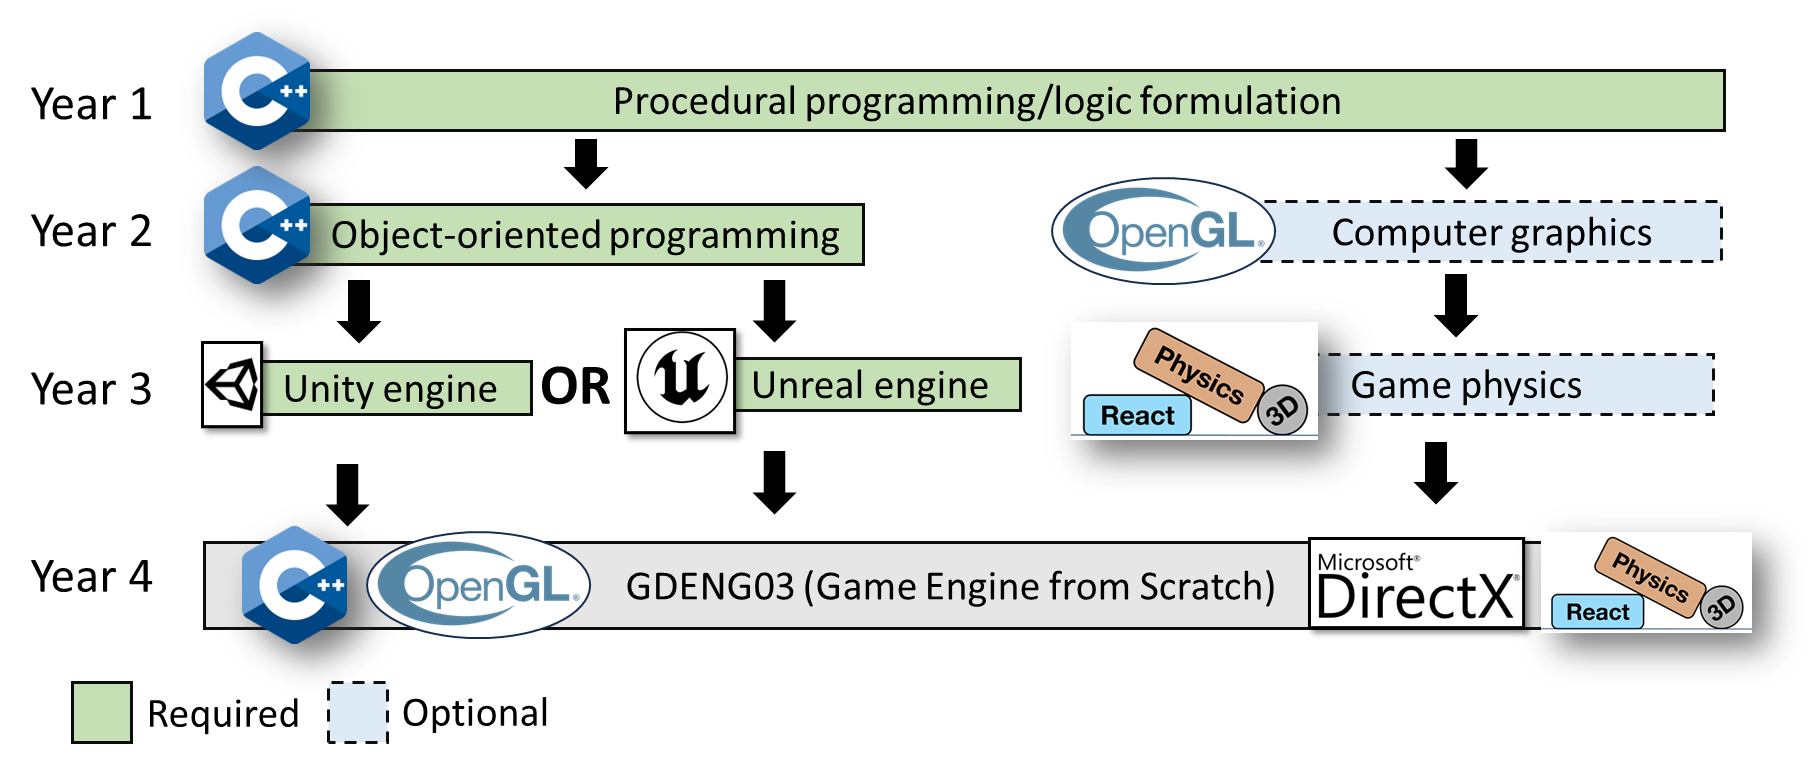 Year 1
C++
Procedural programming/logic formulation
Year 2
C++
Object-oriented programming
OpenGL®
Computer graphics
Year 3
Unity engine
OR
Unreal engine
Physics
React
3D
Game physics
Year 4
C++
OpenGL®
GDENG03 (Game Engine from Scratch)
Microsoft®
DirectX®
Physics
React
3D
Required
Optional